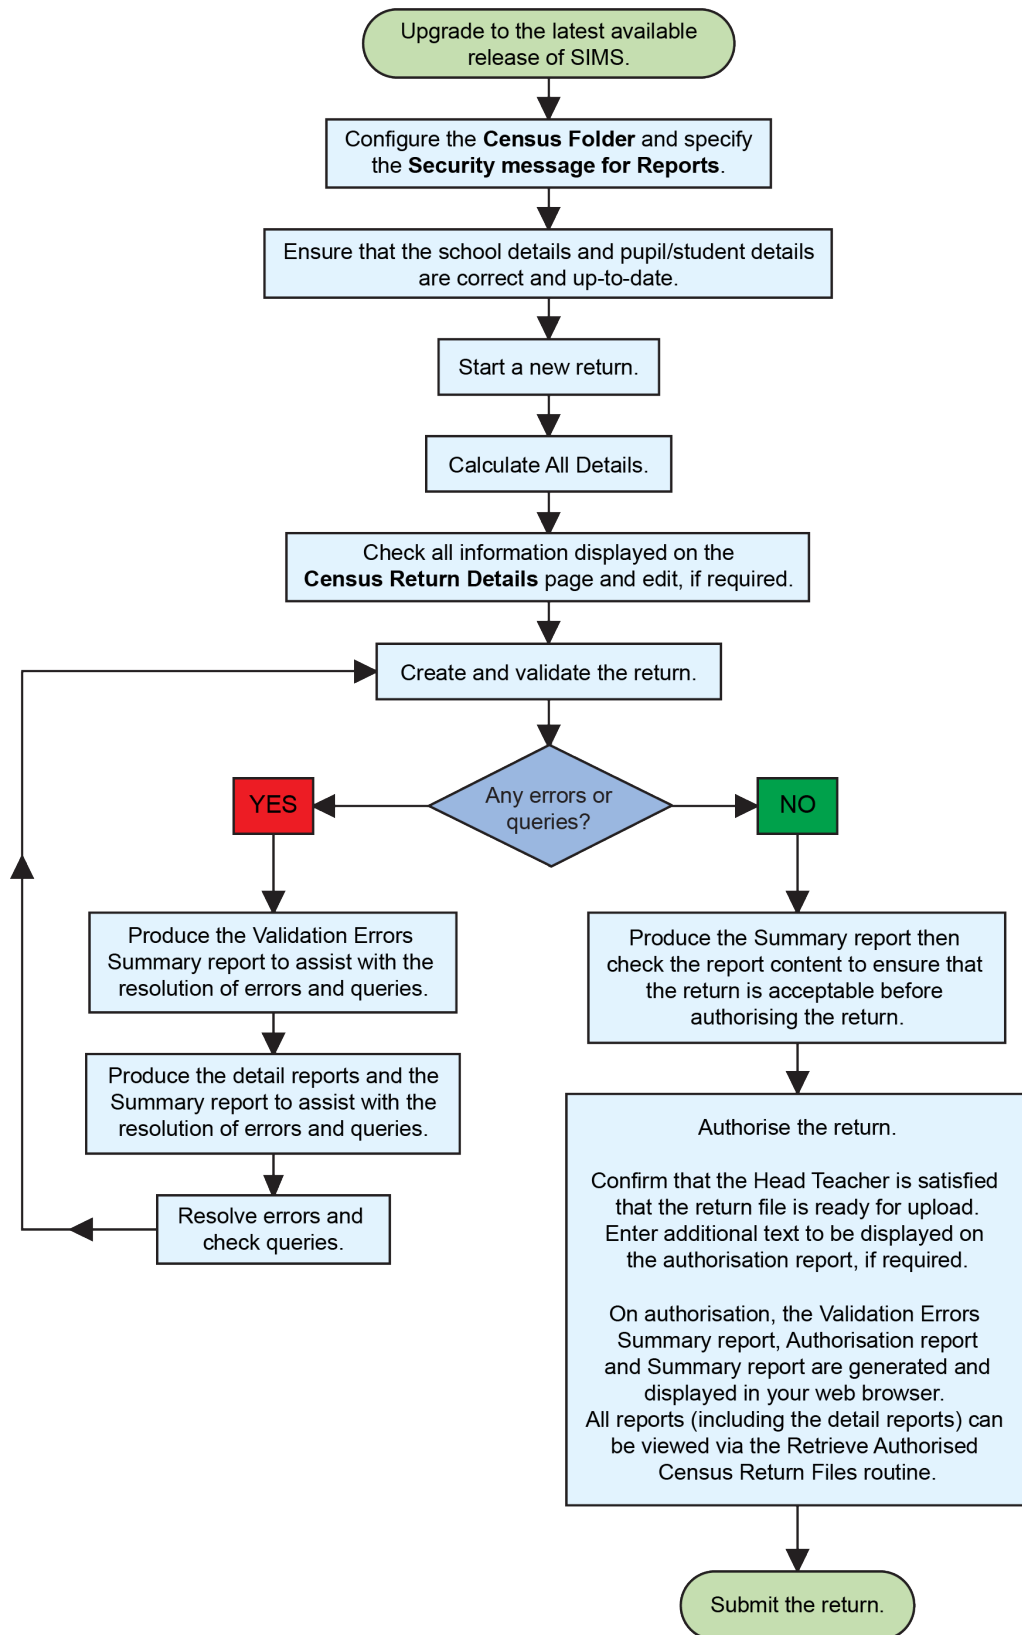 Upgrade to the latest available
release of SIMS.
Configure the Census Folder and specify
the Security message for Reports.
Ensure that the school details and pupil/student details
are correct and up-to-date.
Start a new return.
Calculate All Details.
Check all information displayed on the
Census Return Details page and edit, if required.
Create and validate the return.
Any errors or
queries?
YES
NO
Produce the Validation Errors
Summary report to assist with the
resolution of errors and queries.
Produce the detail reports and the
Summary report to assist with the
resolution of errors and queries.
Resolve errors and
check queries.
Produce the Summary report then
check the report content to ensure that
the return is acceptable before
authorising the return.
Authorise the return.
Confirm that the Head Teacher is satisfied
that the return file is ready for upload.
Enter additional text to be displayed on
the authorisation report, if required.
On authorisation, the Validation Errors
Summary report, Authorisation report
and Summary report are generated and
displayed in your web browser.
All reports (including the detail reports) can
be viewed via the Retrieve Authorised
Census Return Files routine.
Submit the return.